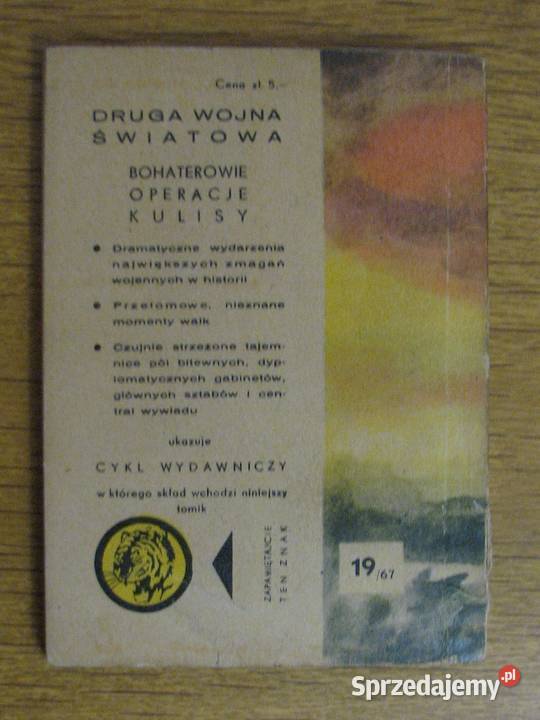 Cena zł 5,-
DRUGA WOJNA
ŚWIATOWA
BOHATEROWIE
OPERACJE
KULISY
• Dramatyczne wydarzenia
największych zmagań
wojennych w historii
• Przełomowe, nieznane
momenty walk
• Czujnie strzeżone tajem-
nice pól bitewnych, dyp-
lomatycznych gabinetów,
głównych sztabów i cen-
tral wywiadu
ukazuje
CYKL WYDAWNICZY
w którego skład wchodzi niniejszy
tomik
ZAPAMIĘTAJCIE
TEN ZNAK
19/67
Sprzedajemy.pl